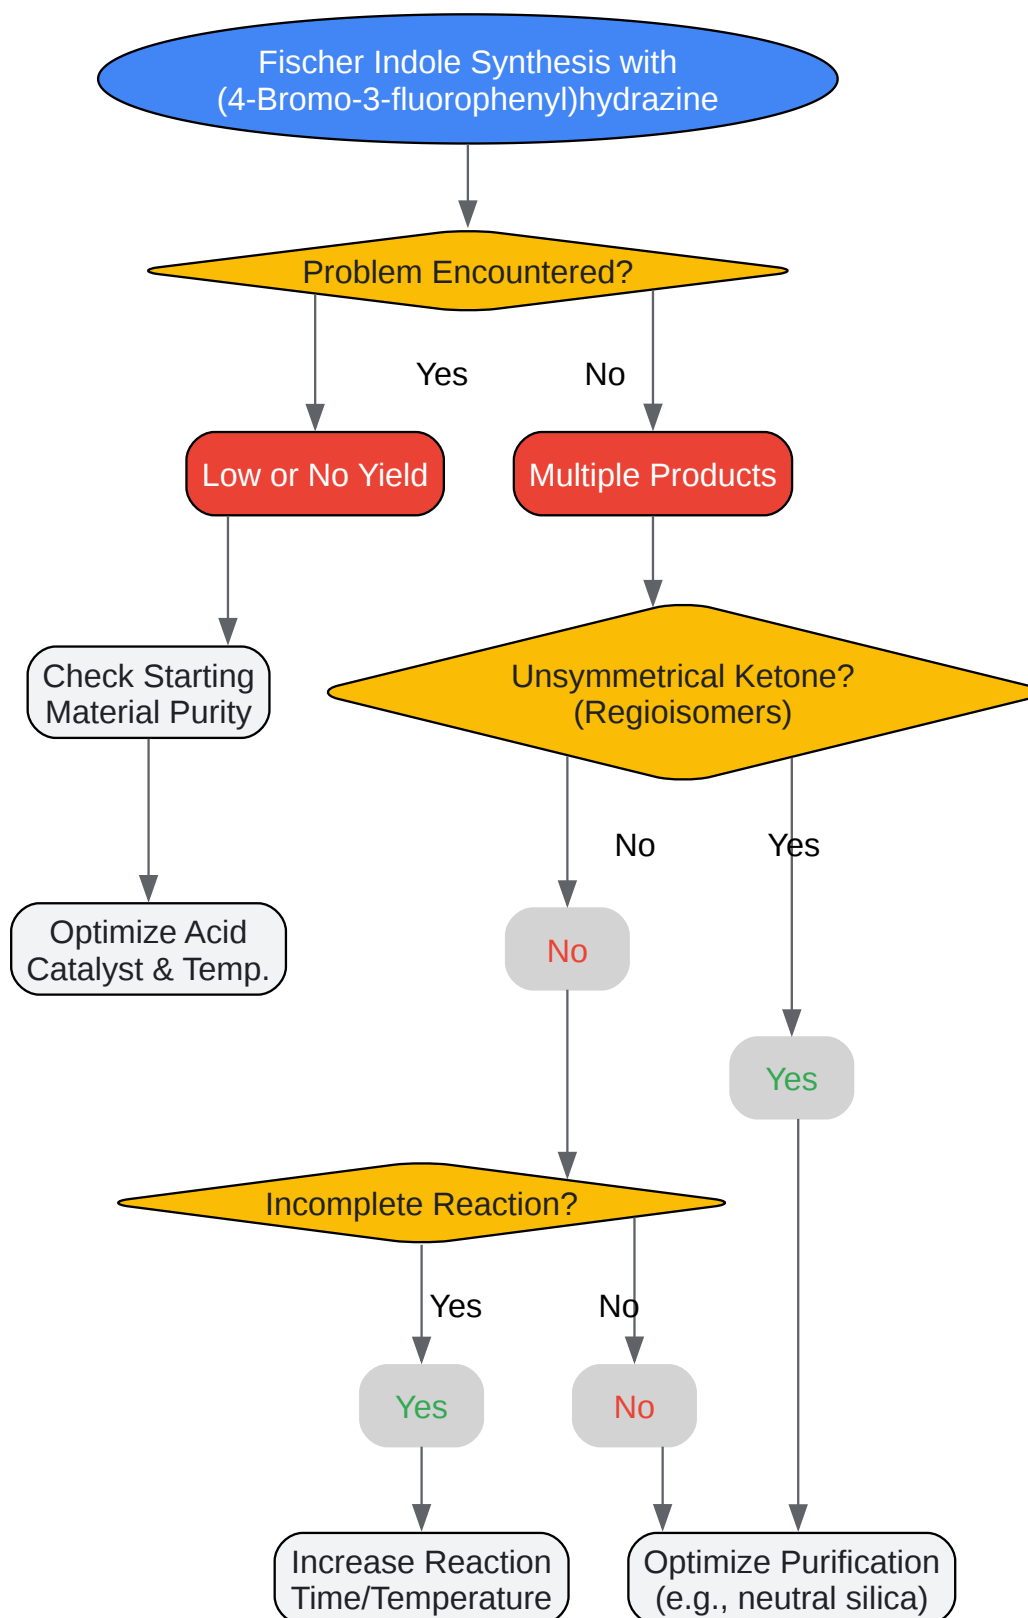 Fischer Indole Synthesis with
(4-Bromo-3-fluorophenyl)hydrazine
Problem Encountered?
Yes
No
Low or No Yield
Multiple Products
Check Starting
Material Purity
Unsymmetrical Ketone?
(Regioisomers)
No
Yes
Optimize Acid
Catalyst & Temp.
No
Yes
Incomplete Reaction?
Yes
No
Yes
No
Increase Reaction
Time/Temperature
Optimize Purification
(e.g., neutral silica)